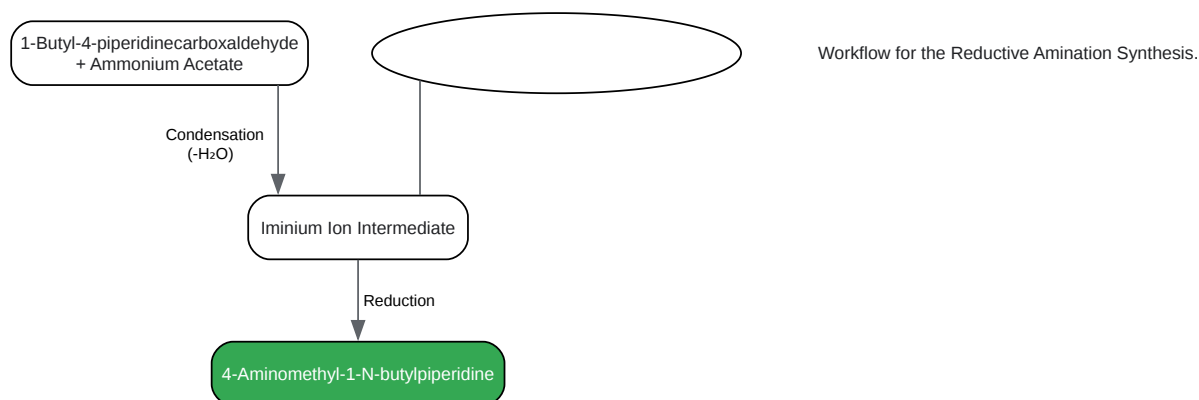 1-Butyl-4-piperidinecarboxaldehyde
+ Ammonium Acetate
Workflow for the Reductive Amination Synthesis.
Condensation
(-H₂O)
Iminium Ion Intermediate
Reduction
4-Aminomethyl-1-N-butylpiperidine